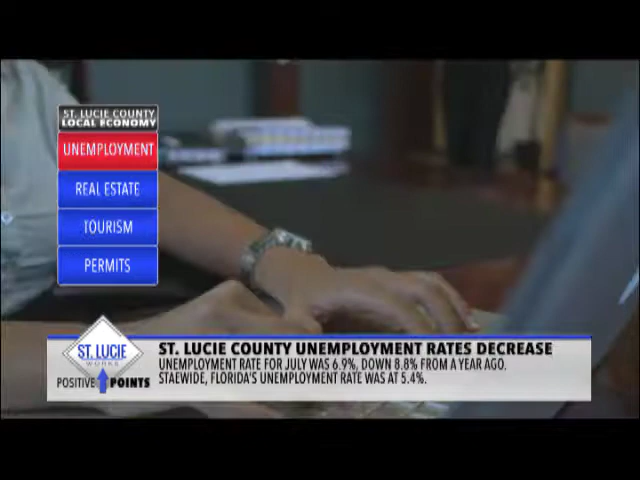 ST. LUCIE COUNTY
LOCAL ECONOMY
UNEMPLOYMENT
REAL ESTATE
TOURISM
PERMITS
ST. LUCIE
WORKS
POSITIVE POINTS
ST. LUCIE COUNTY UNEMPLOYMENT RATES DECREASE
UNEMPLOYMENT RATE FOR JULY WAS 6.9%, DOWN 8.8% FROM A YEAR AGO.
STAEWIDE, FLORIDA'S UNEMPLOYMENT RATE WAS AT 5.4%.